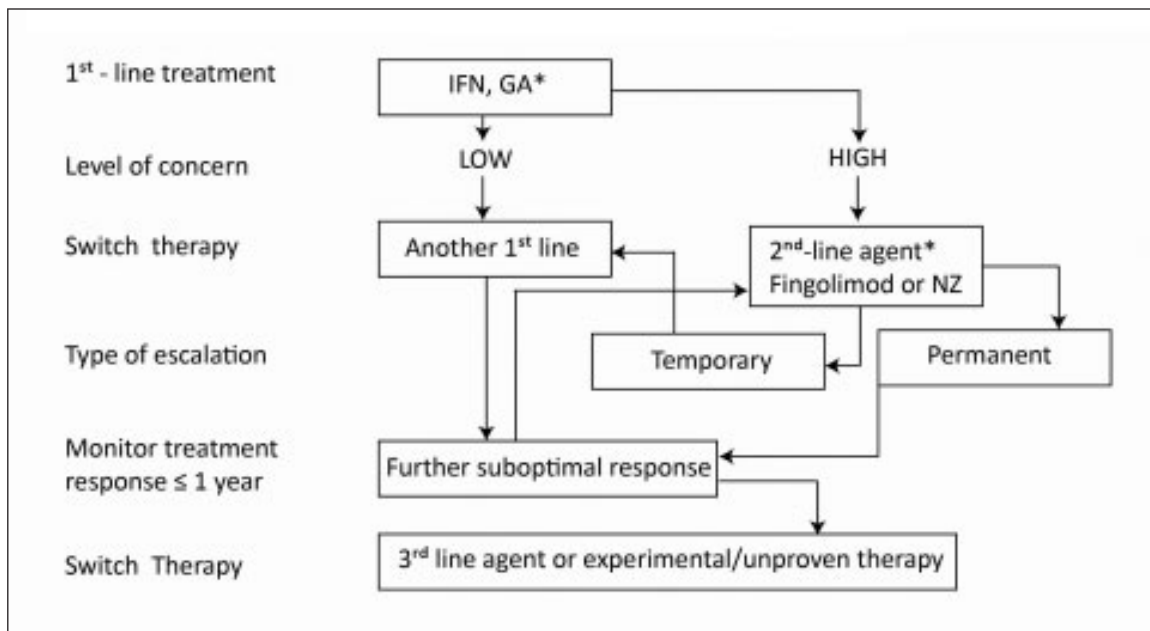 1st - line treatment
IFN, GA*
Level of concern
LOW
HIGH
Switch therapy
Another 1st line
2nd-line agent*
Fingolimod or NZ
Type of escalation
Temporary
Permanent
Monitor treatment
response ≤ 1 year
Further suboptimal response
Switch Therapy
3rd line agent or experimental/unproven therapy